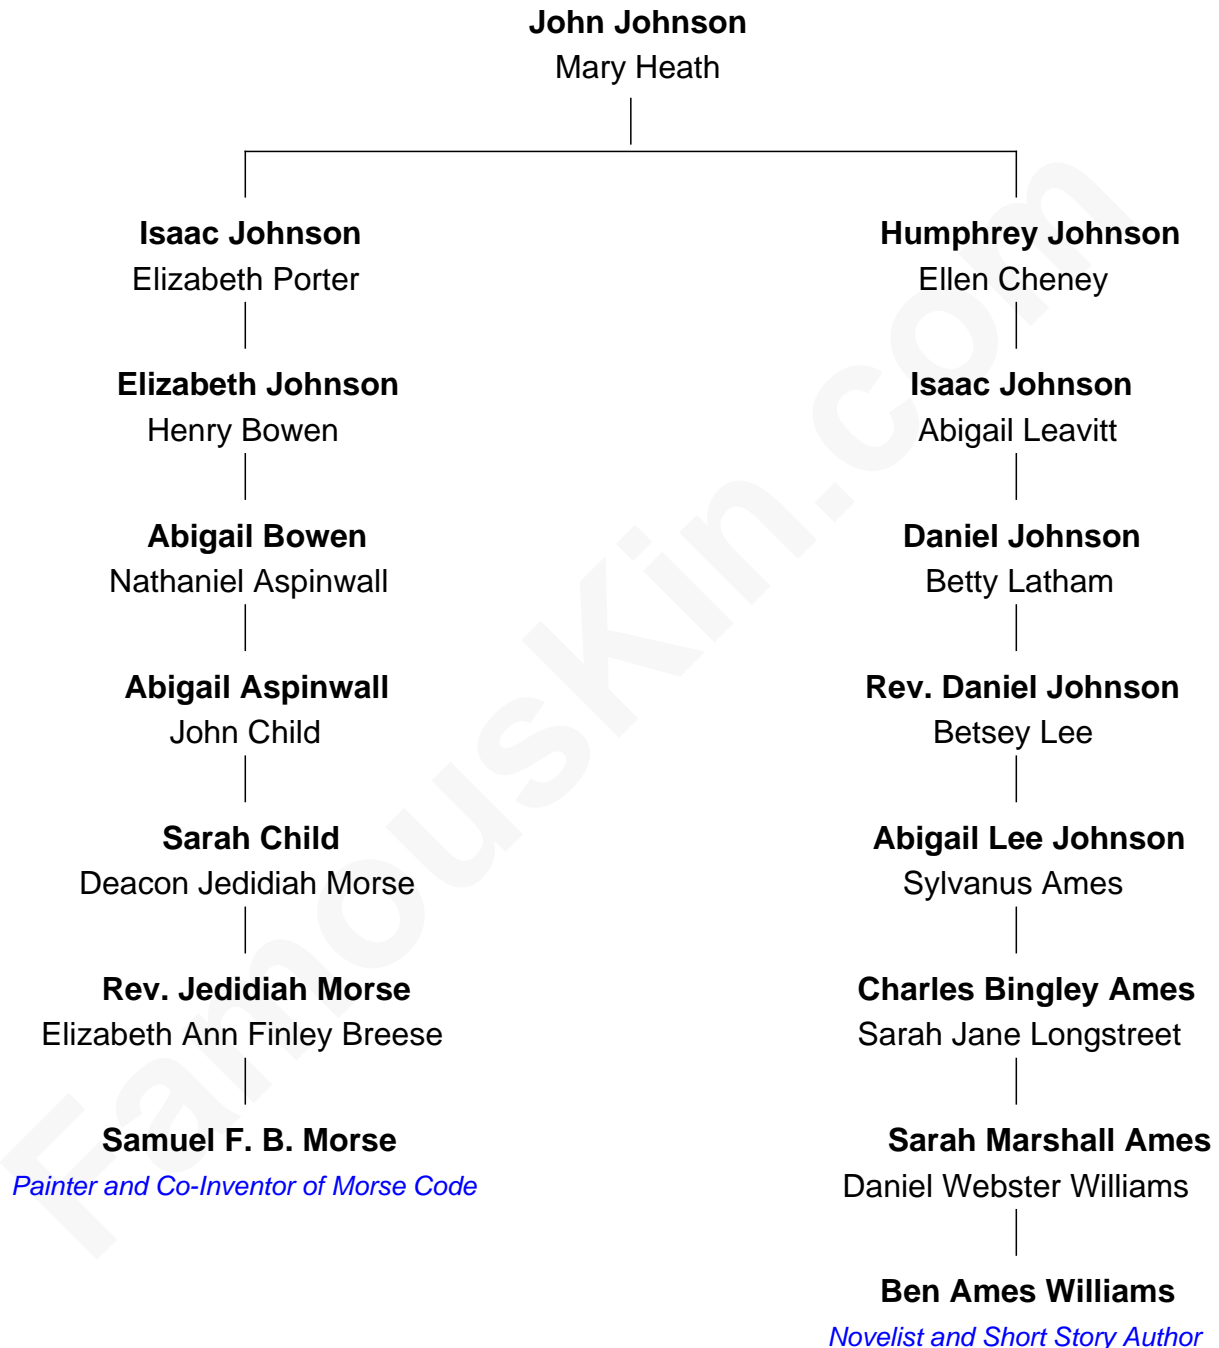 John Johnson
Mary Heath
Isaac Johnson
Elizabeth Porter
Humphrey Johnson
Ellen Cheney
Elizabeth Johnson
Henry Bowen
Isaac Johnson
Abigail Leavitt
Abigail Bowen
Nathaniel Aspinwall
Daniel Johnson
Betty Latham
Abigail Aspinwall
John Child
Rev. Daniel Johnson
Betsey Lee
Sarah Child
Deacon Jedidiah Morse
Abigail Lee Johnson
Sylvanus Ames
Rev. Jedidiah Morse
Elizabeth Ann Finley Breese
Charles Bingley Ames
Sarah Jane Longstreet
Samuel F. B. Morse
Painter and Co-Inventor of Morse Code
Sarah Marshall Ames
Daniel Webster Williams
Ben Ames Williams
Novelist and Short Story Author
FamousKin.com